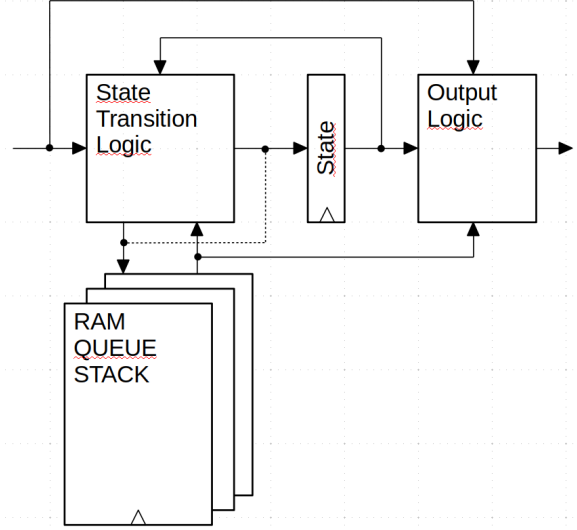 State
Transition
Logic
State
Output
Logic
RAM
QUEUE
STACK